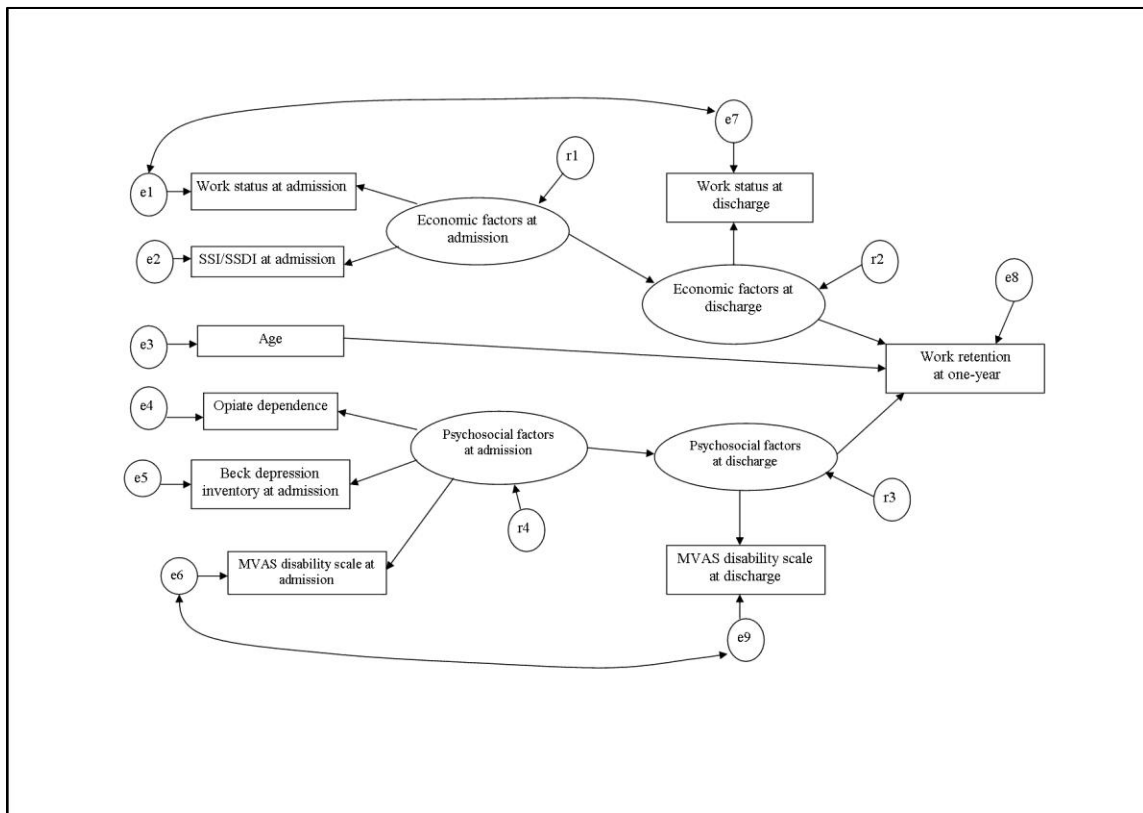 e7
r1
e1
Work status at admission
Work status at
discharge
Economic factors at
admission
e2
SSI/SSDI at admission
r2
e8
Economic factors at
discharge
e3
Age
Work retention
at one-year
e4
Opiate dependence
Psychosocial factors
at admission
Psychosocial factors
at discharge
e5
Beck depression
inventory at admission
r3
r4
e6
MVAS disability scale at
admission
MVAS disability scale
at discharge
e9